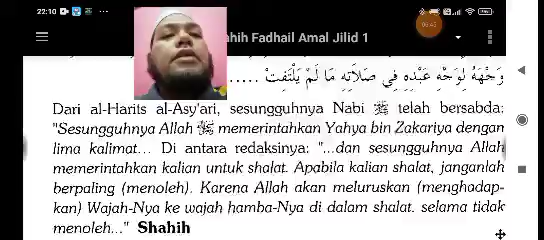 22:10
06:45
ahih Fadhail Amal Jilid 1
وَجْهَهُ لِوَجْهِ عَبْدِهِ فِي صَلَاتِهِ مَا لَمْ يَلْتَفِتْ .....
Dari al-Harits al-Asy'ari, sesungguhnya Nabi ﷺ telah bersabda:
"Sesungguhnya Allah ﷻ memerintahkan Yahya bin Zakariya dengan
lima kalimat... Di antara redaksinya: "...dan sesungguhnya Allah
memerintahkan kalian untuk shalat. Apabila kalian shalat, janganlah
berpaling (menoleh). Karena Allah akan meluruskan (menghadap-
kan) Wajah-Nya ke wajah hamba-Nya di dalam shalat. selama tidak
menoleh..." Shahih